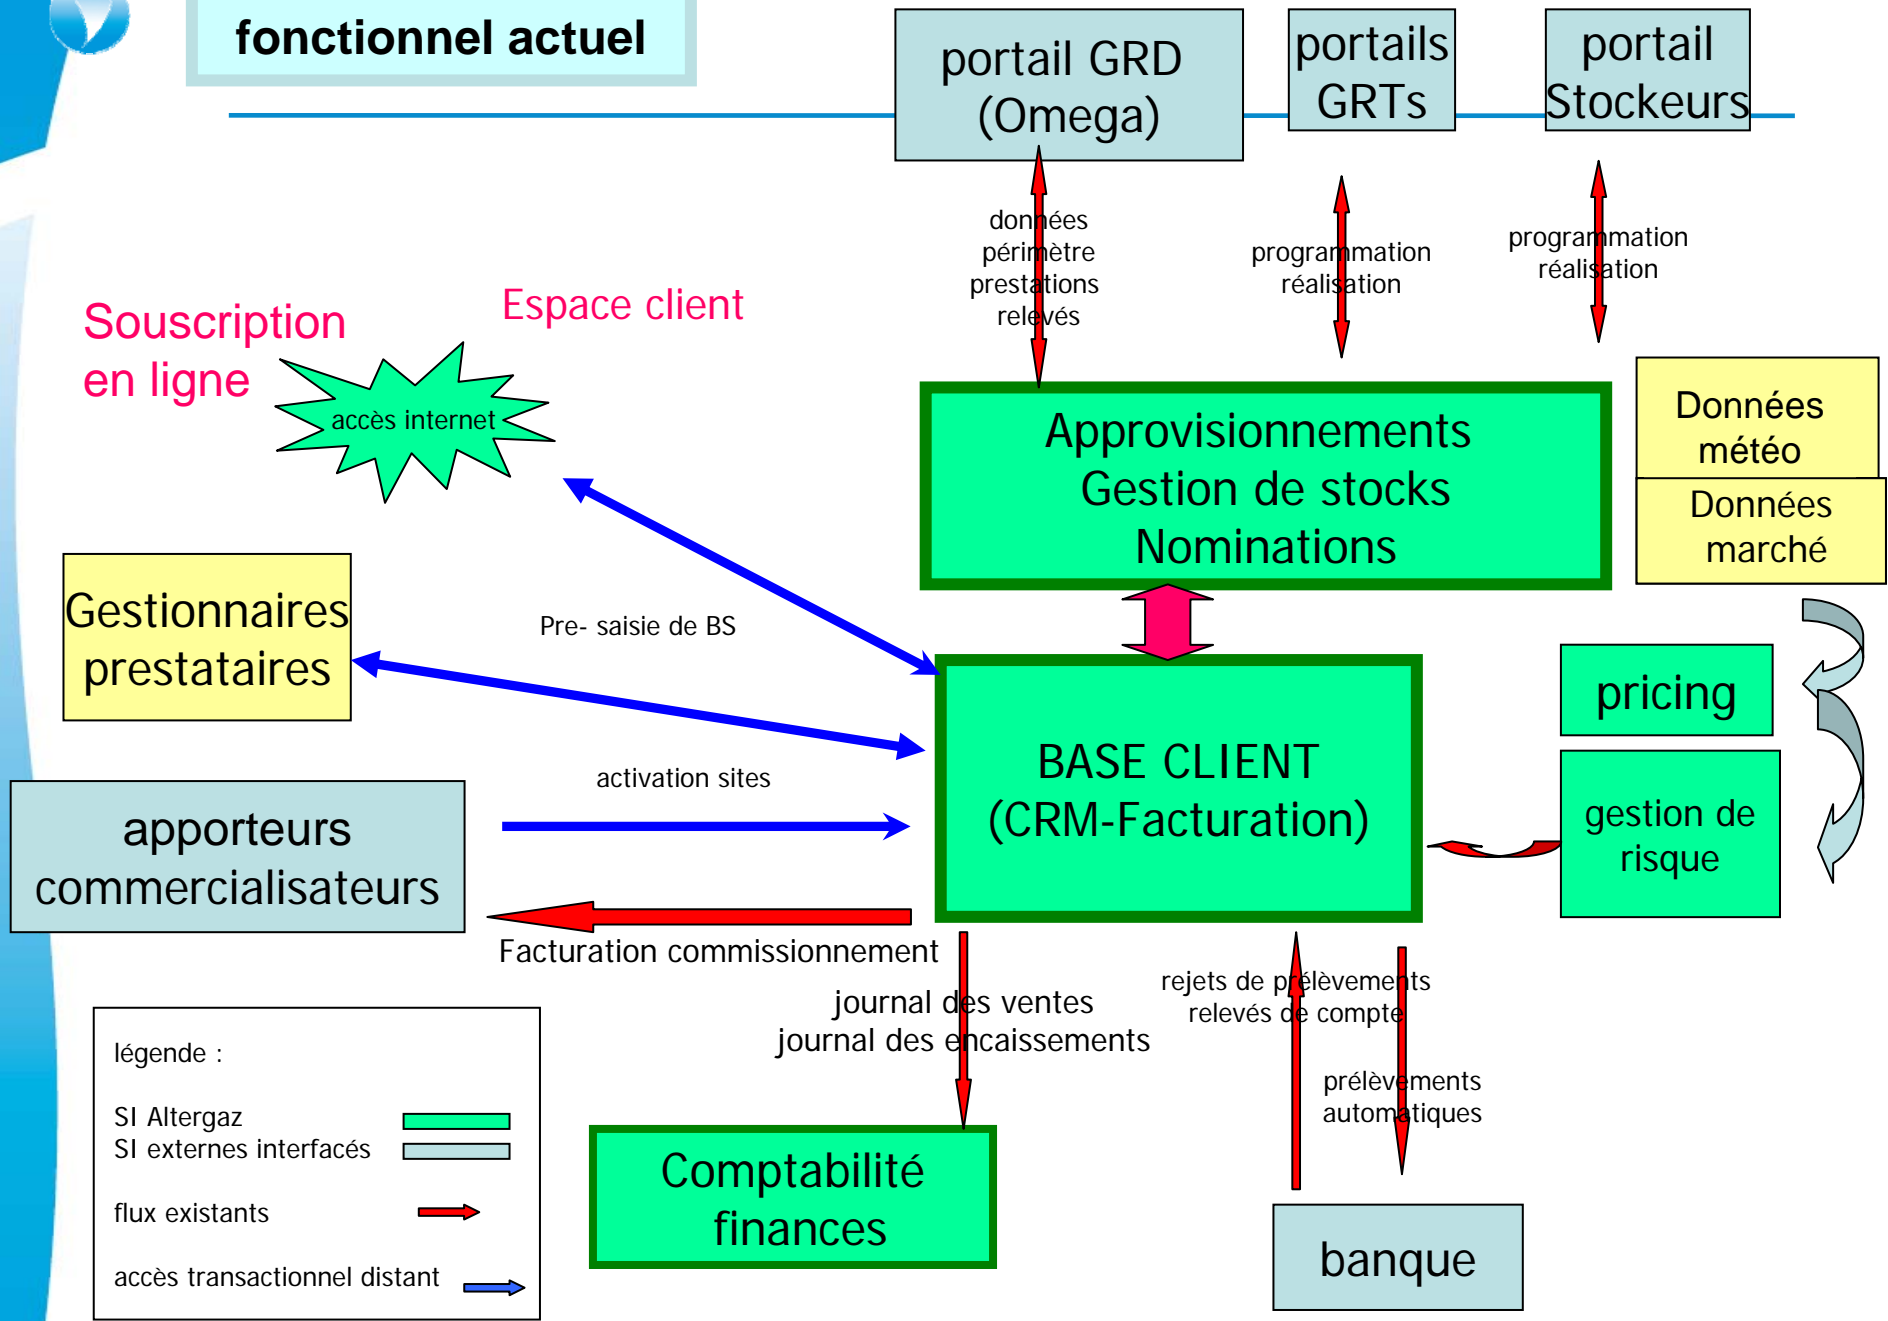 fonctionnel actuel
portail GRD
(Omega)
portails
GRTs
portail
Stockeurs
données
périmètre
prestations
relevés
programmation
réalisation
programmation
réalisation
Souscription
en ligne
Espace client
accès internet
Approvisionnements
Gestion de stocks
Nominations
Données
météo
Données
marché
Gestionnaires
prestataires
Pre- saisie de BS
pricing
BASE CLIENT
(CRM-Facturation)
activation sites
gestion de
risque
apporteurs
commercialisateurs
Facturation commissionnement
journal des ventes
journal des encaissements
rejets de prélèvements
relevés de compte
prélèvements
automatiques
légende :
SI Altergaz
SI externes interfacés
flux existants
accès transactionnel distant
Comptabilité
finances
banque